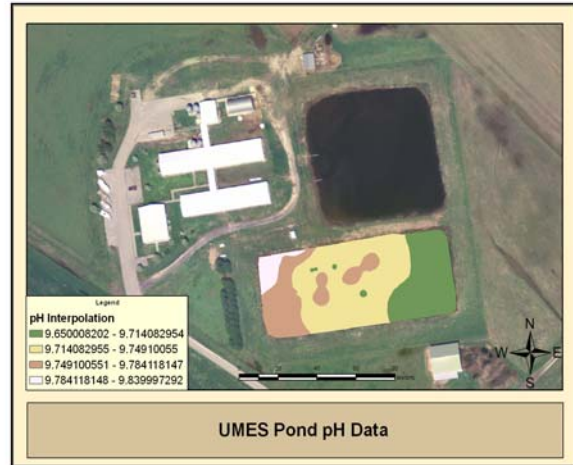 N
W E
S
Legend
pH Interpolation
9.650008202 - 9.714082954
9.714082955 - 9.74910055
9.749100551 - 9.784118147
9.784118148 - 9.839997292
UMES Pond pH Data